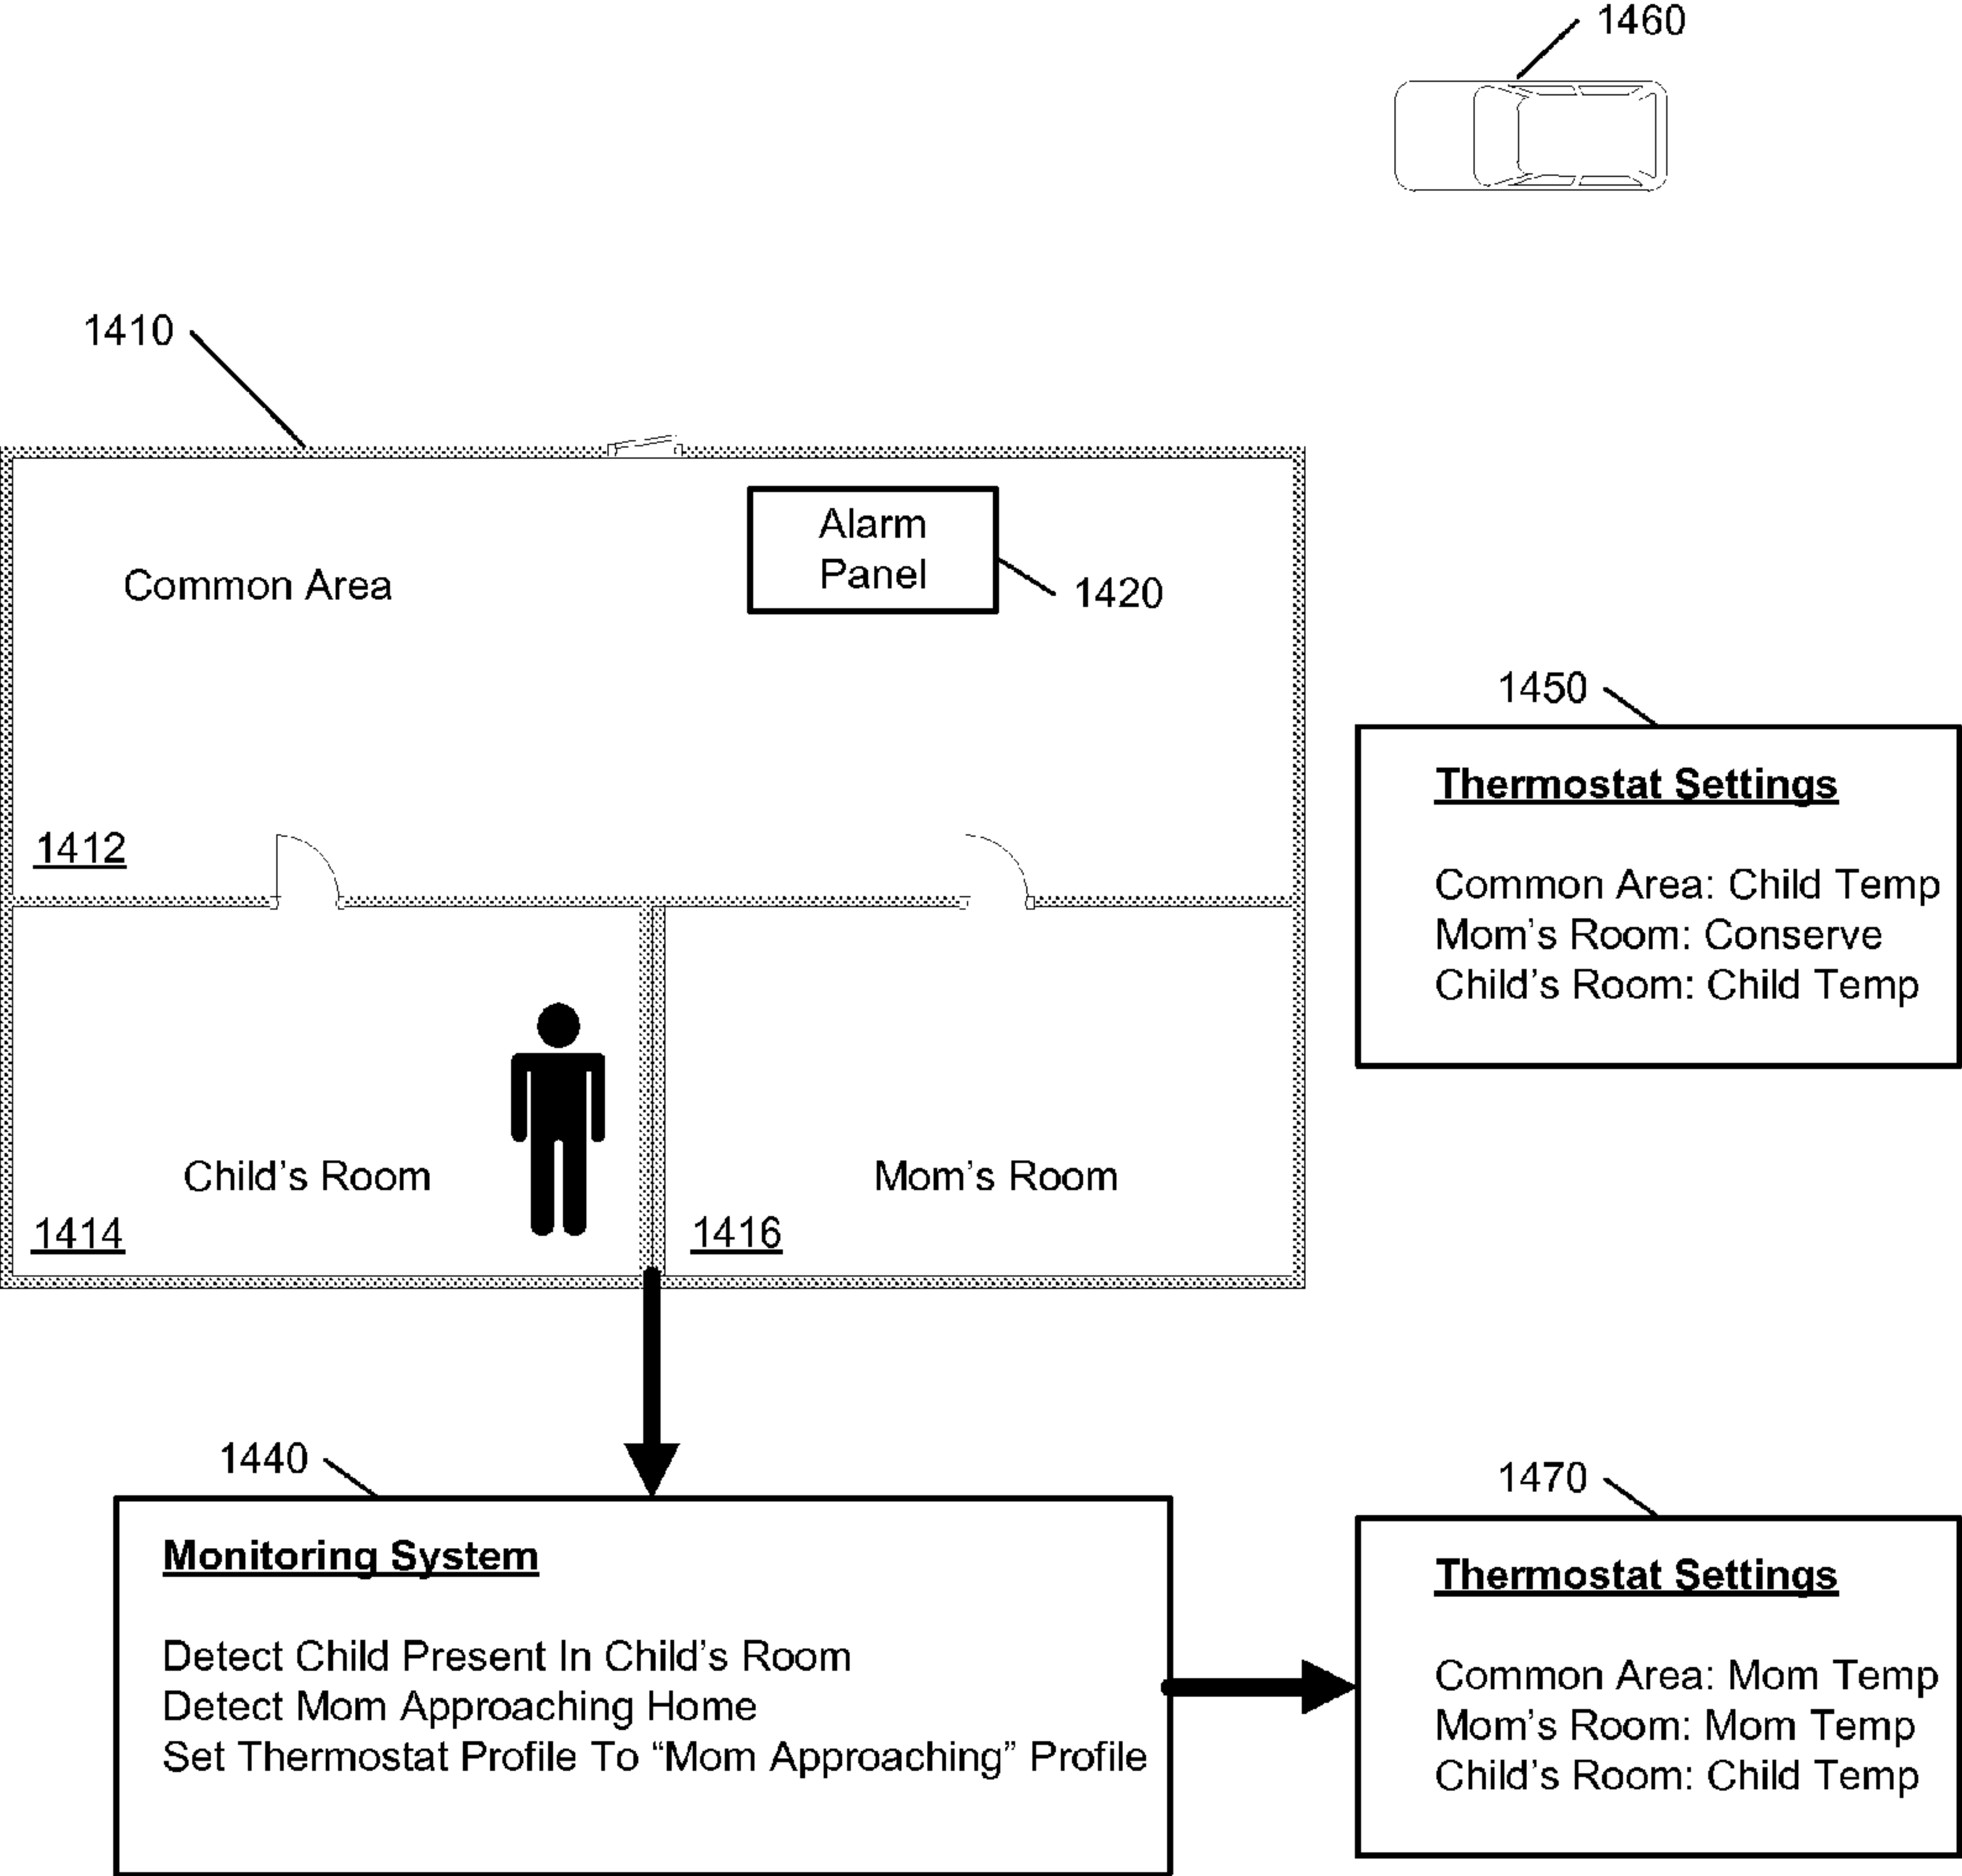 1460
1410
Alarm
Panel
Common Area
1420
1450
Thermostat Settings
Common Area: Child Temp
Mom's Room: Conserve
Child's Room: Child Temp
1412
Child's Room
Mom's Room
1414
1416
1440
Monitoring System
Detect Child Present In Child's Room
Detect Mom Approaching Home
Set Thermostat Profile To “Mom Approaching” Profile
1470
Thermostat Settings
Common Area: Mom Temp
Mom's Room: Mom Temp
Child's Room: Child Temp